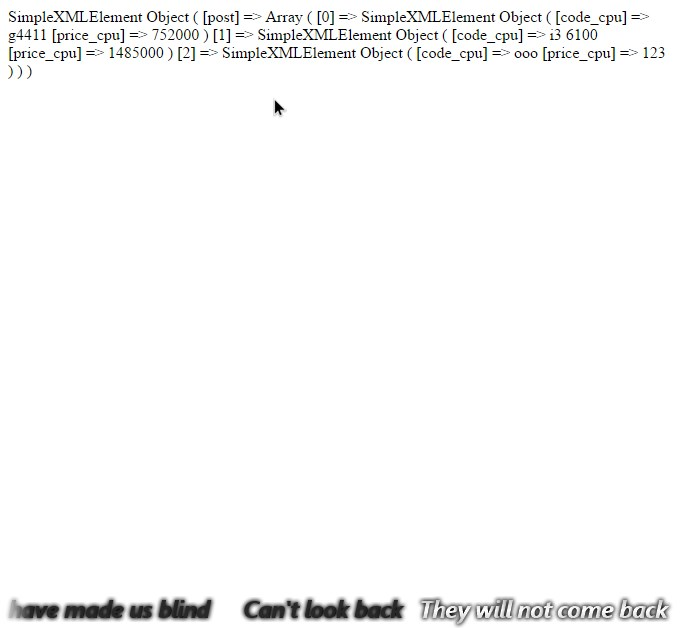 SimpleXMLElement Object ( [post] => Array ( [0] => SimpleXMLElement Object ( [code_cpu] =>
g4411 [price_cpu] => 752000 ) [1] => SimpleXMLElement Object ( [code_cpu] => i3 6100
[price_cpu] => 1485000 ) [2] => SimpleXMLElement Object ( [code_cpu] => ooo [price_cpu] => 123
) ) )
have made us blind Can't look back They will not come back